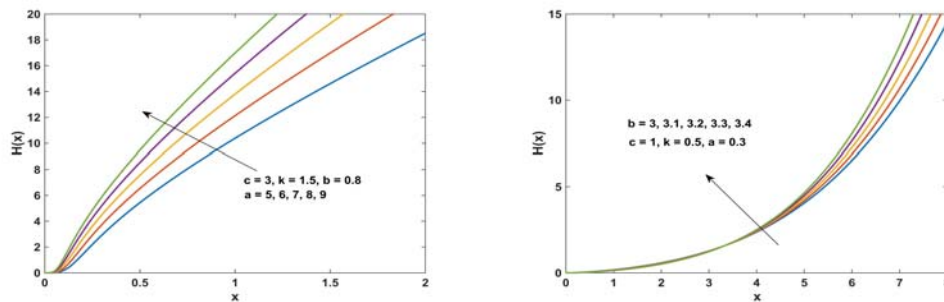 20
18
16
14
12
10
8
6
4
2
0
H(x)
c = 3, k = 1.5, b = 0.8
a = 5, 6, 7, 8, 9
0 0.5 1 1.5 2
x
15
10
5
0
H(x)
b = 3, 3.1, 3.2, 3.3, 3.4
c = 1, k = 0.5, a = 0.3
0 1 2 3 4 5 6 7
x